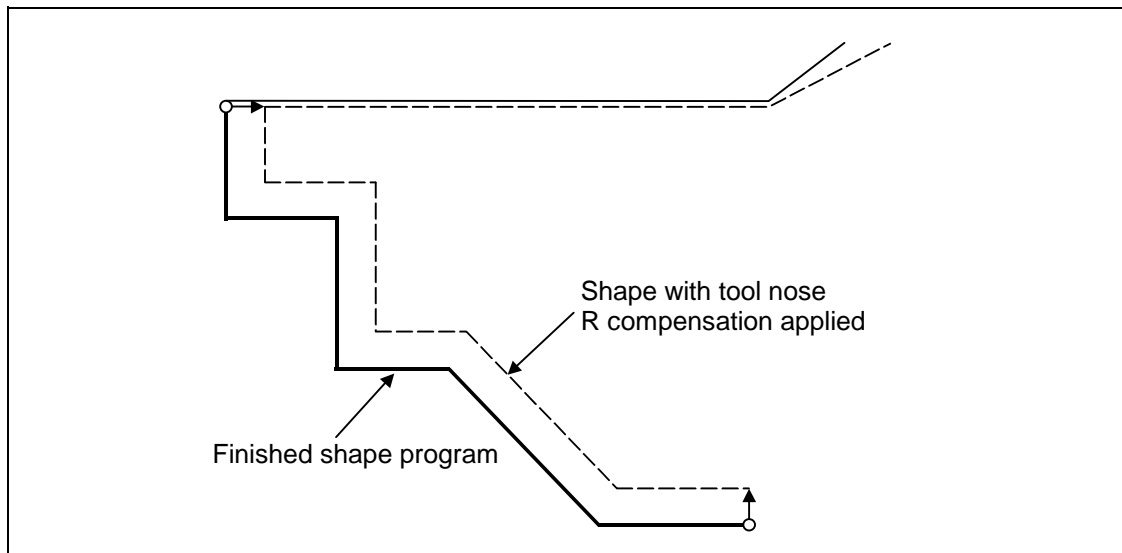 Shape with tool nose
R compensation applied
Finished shape program